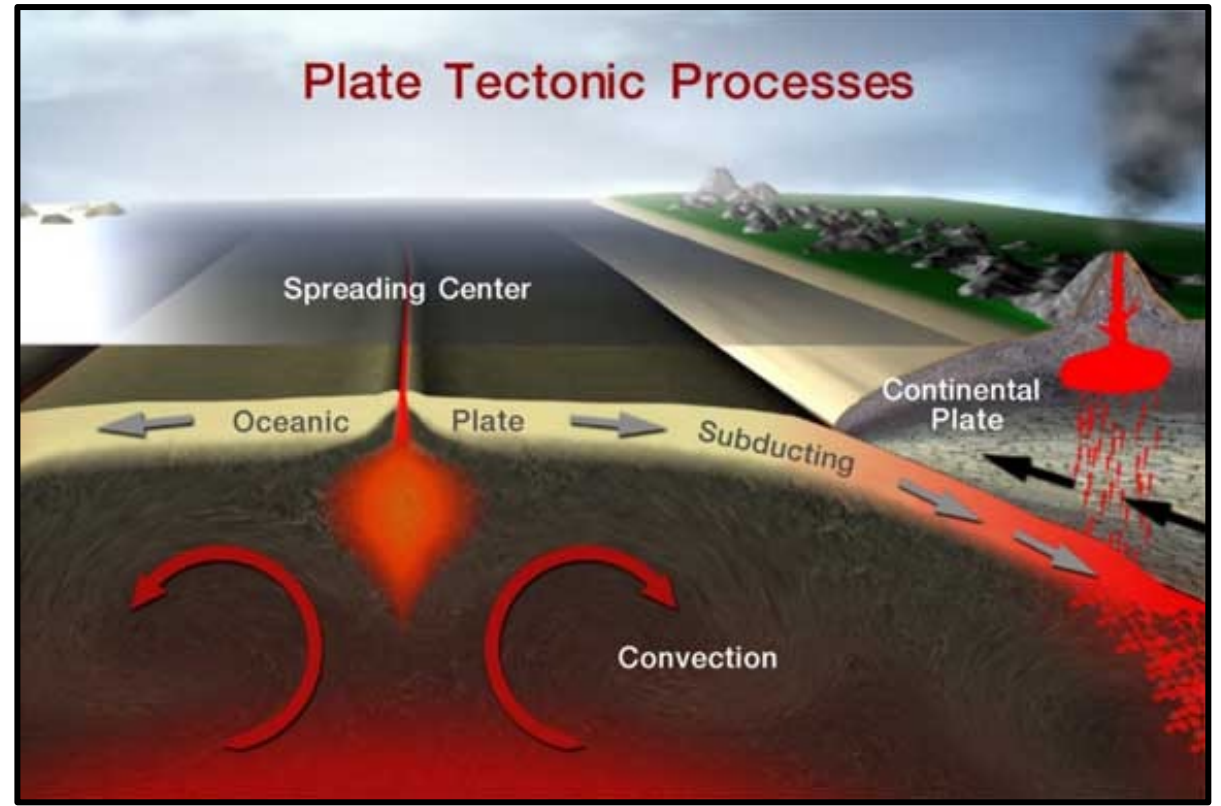 Plate Tectonic Processes
Spreading Center
Continental
Plate
Oceanic Plate
Subducting
Convection